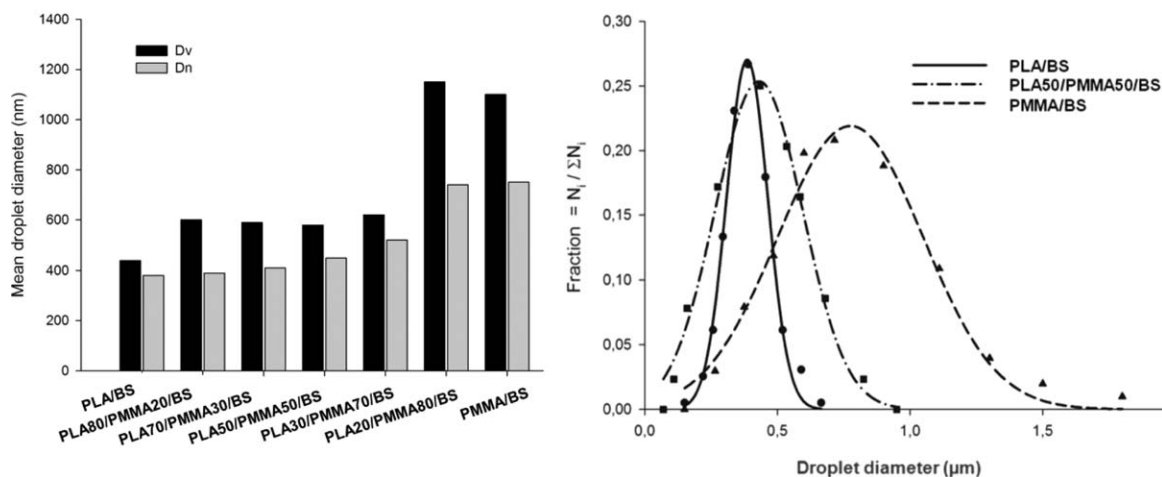 Mean droplet diameter (nm)
1400
1200
1000
800
600
400
200
0
Dv
Dn
PLA/BS
PLA80/PMMA20/BS
PLA70/PMMA30/BS
PLA50/PMMA50/BS
PLA30/PMMA70/BS
PLA20/PMMA80/BS
PMMA/BS
Fraction = Ni / ΣNi
0,30
0,25
0,20
0,15
0,10
0,05
0,00
PLA/BS
PLA50/PMMA50/BS
PMMA/BS
0,0
0,5
1,0
1,5
Droplet diameter (µm)